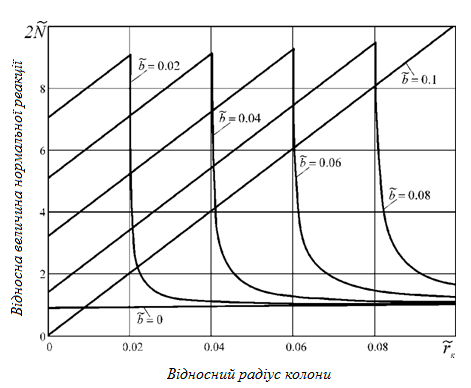 2Ñ
Відносна величина нормальної реакції
8
6
4
2
0
b̃ = 0.02
b̃ = 0.04
b̃ = 0.06
b̃ = 0.1
b̃ = 0.08
b̃ = 0
0 0.02 0.04 0.06 0.08 r̃к
Відносний радіус колони